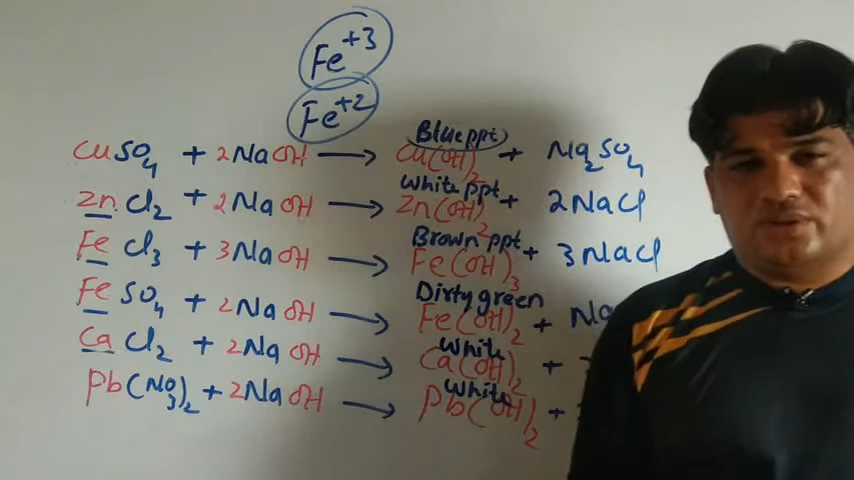 Fe+3
Fe+2
Blue ppt
CuSO4 + 2NaOH → Cu(OH)2 + Na2SO4
White ppt
ZnCl2 + 2NaOH → Zn(OH)2 + 2NaCl
Brown ppt
FeCl3 + 3NaOH → Fe(OH)3 + 3NaCl
Dirty green
FeSO4 + 2NaOH → Fe(OH)2 + Na
White
CaCl2 + 2NaOH → Ca(OH)2 +
White
Pb(NO3)2 + 2NaOH → Pb(OH)2 +